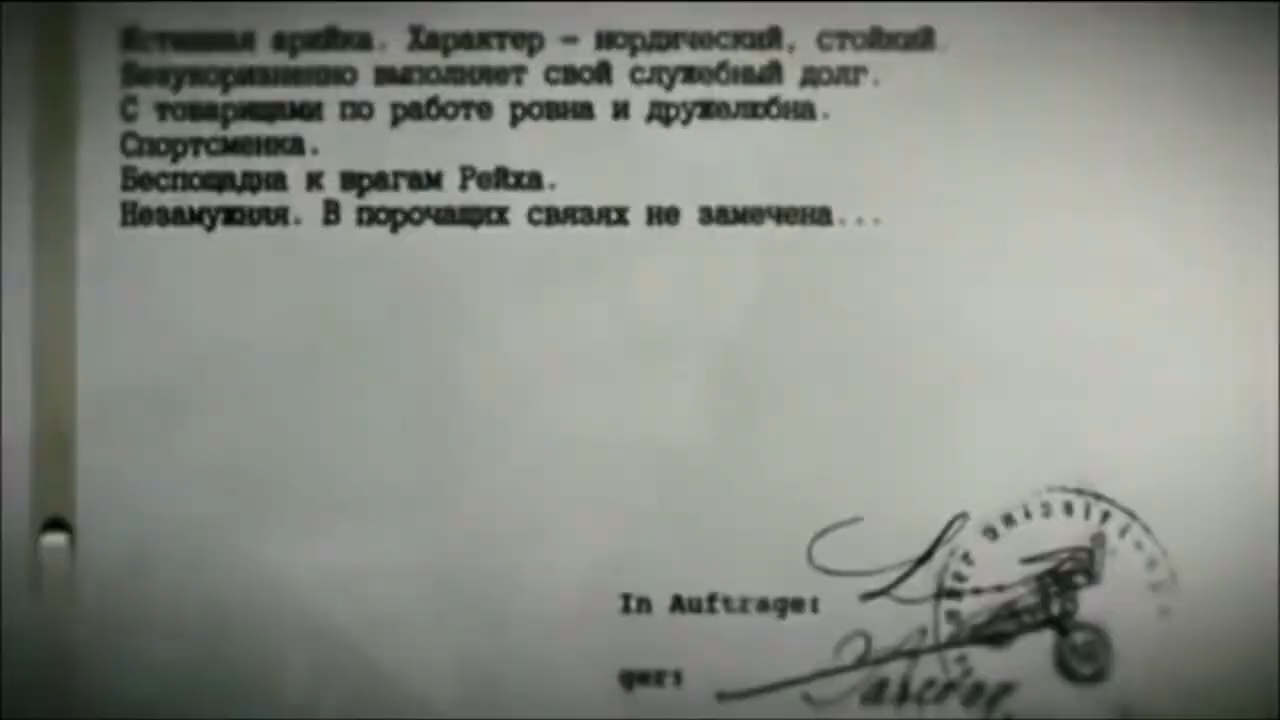 Истинная арийка. Характер – нордический, стойкий.
Безукоризненно выполняет свой служебный долг.
С товарищами по работе ровна и дружелюбна.
Спортсменка.
Беспощадна к врагам Рейха.
Незамужняя. В порочащих связях не замечена...
In Auftrage:
gez: